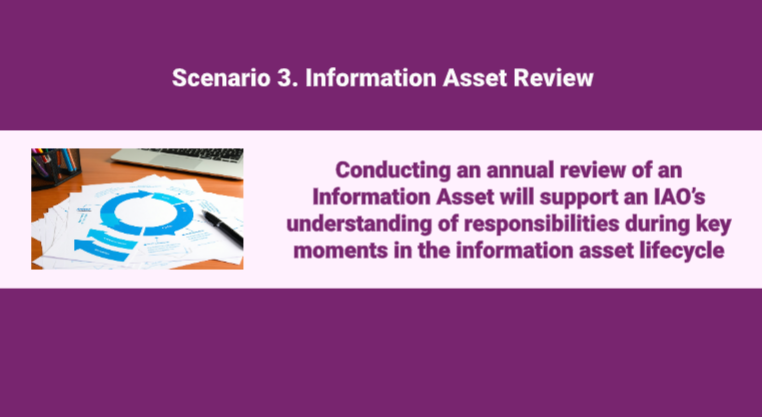 Scenario 3. Information Asset Review
Conducting an annual review of an
Information Asset will support an IAO's
understanding of responsibilities during key
moments in the information asset lifecycle